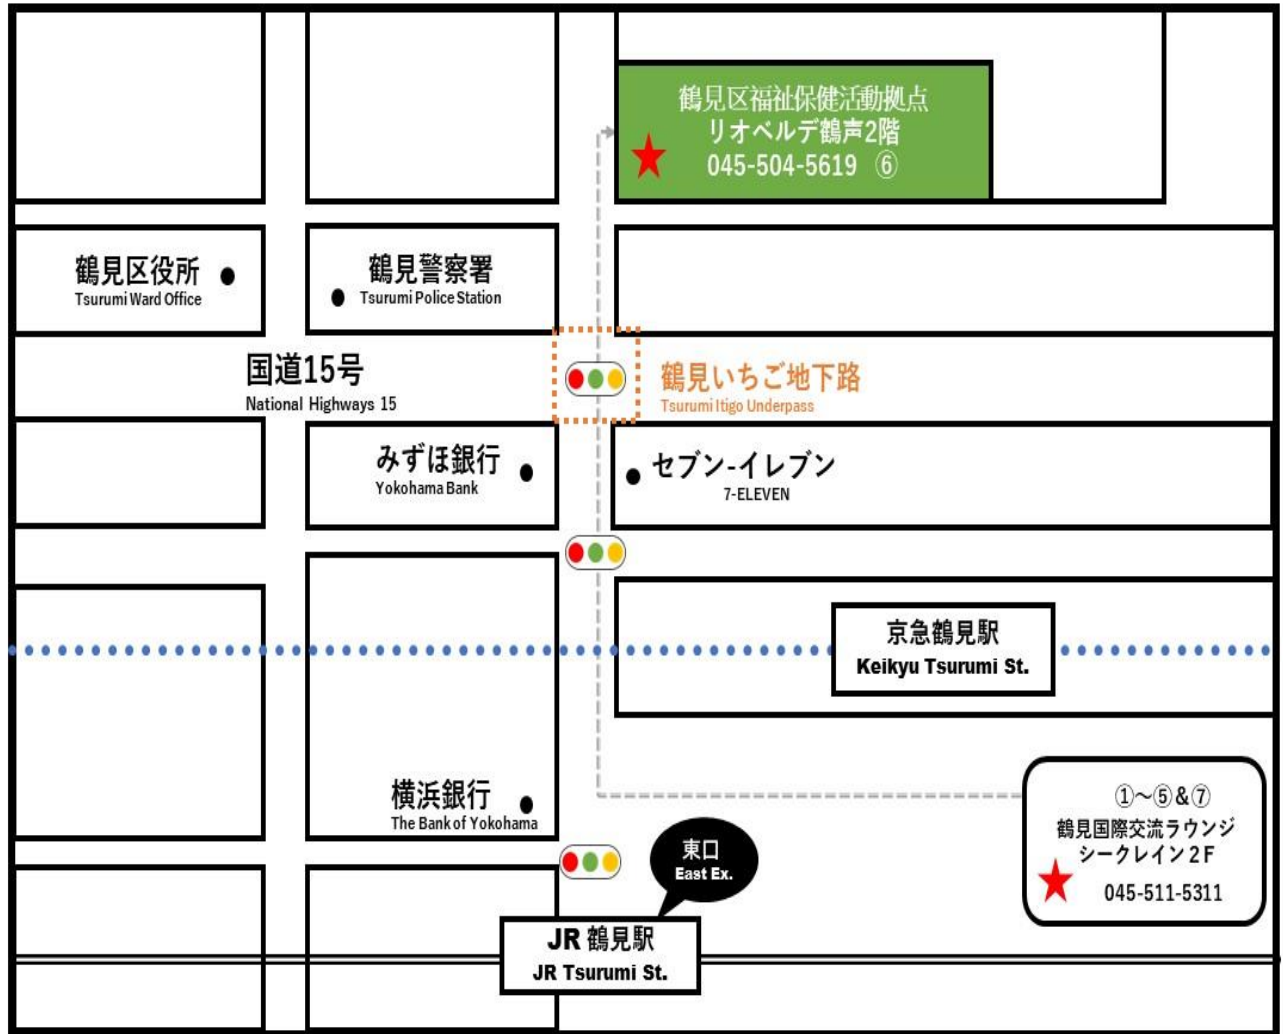 鶴見区福祉保健活動拠点
リオベルデ鶴声2階
045-504-5619 ⑥
鶴見区役所
Tsurumi Ward Office
鶴見警察署
Tsurumi Police Station
国道15号
National Highways 15
鶴見いちご地下路
Tsurumi Itigo Underpass
みずほ銀行
Yokohama Bank
セブン-イレブン
7-ELEVEN
京急鶴見駅
Keikyu Tsurumi St.
横浜銀行
The Bank of Yokohama
東口
East Ex.
①～⑤&⑦
鶴見国際交流ラウンジ
シークレイン2F
045-511-5311
JR 鶴見駅
JR Tsurumi St.